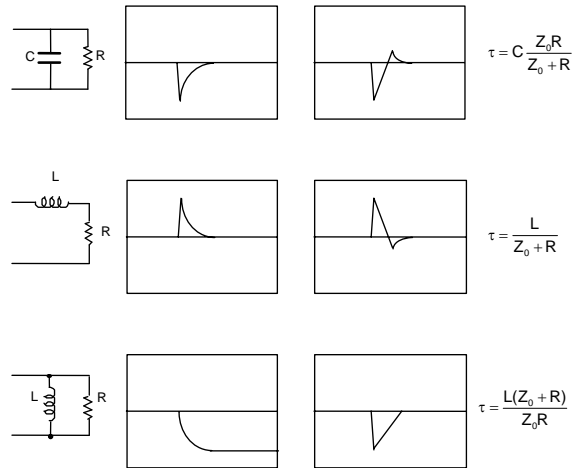 C R τ = C Z₀R / (Z₀ + R)
L
R τ = L / (Z₀ + R)
L R τ = L(Z₀ + R) / Z₀R